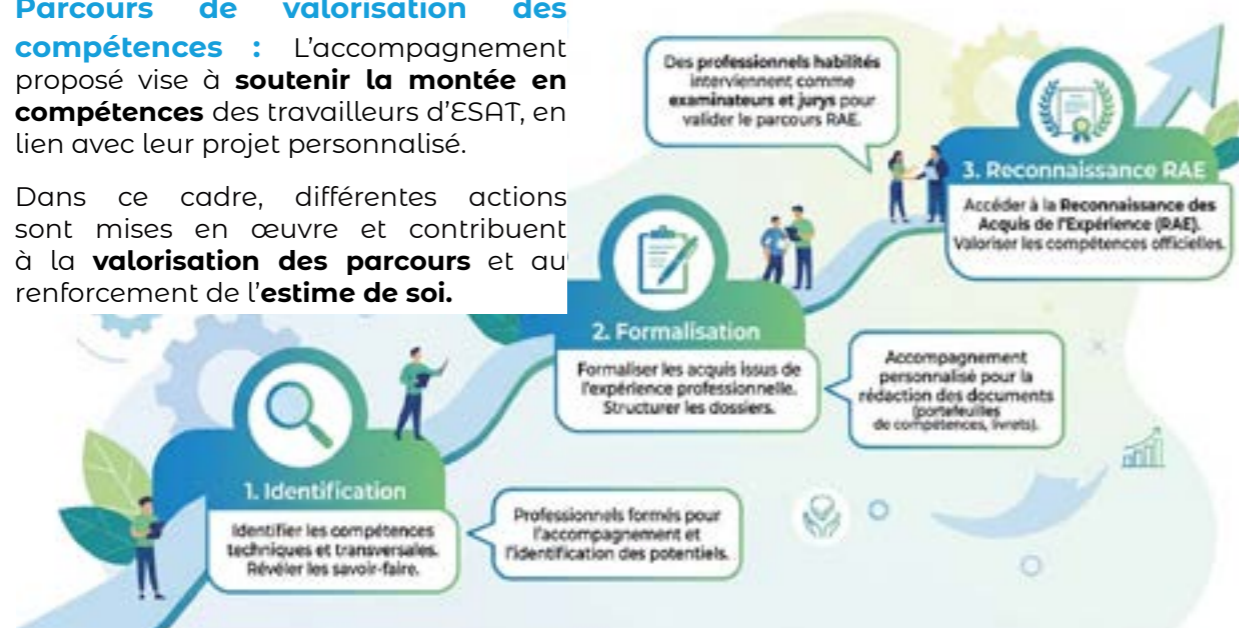 Parcours de valorisation des
compétences : L'accompagnement
proposé vise à soutenir la montée en
compétences des travailleurs d'ESAT, en
lien avec leur projet personnalisé.
Dans ce cadre, différentes actions
sont mises en œuvre et contribuent
à la valorisation des parcours et au
renforcement de l'estime de soi.
Des professionnels habilités
interviennent comme
examinateurs et jurys pour
valider le parcours RAE.
3. Reconnaissance RAE
Accéder à la Reconnaissance des
Acquis de l'Expérience (RAE).
Valoriser les compétences officielles.
2. Formalisation
Formaliser les acquis issus de
l'expérience professionnelle.
Structurer les dossiers.
Accompagnement
personnalisé pour la
rédaction des documents
(portefeuilles
de compétences, livrets).
1. Identification
Identifier les compétences
techniques et transversales.
Révéler les savoir-faire.
Professionnels formés pour
l'accompagnement et
l'identification des potentiels.